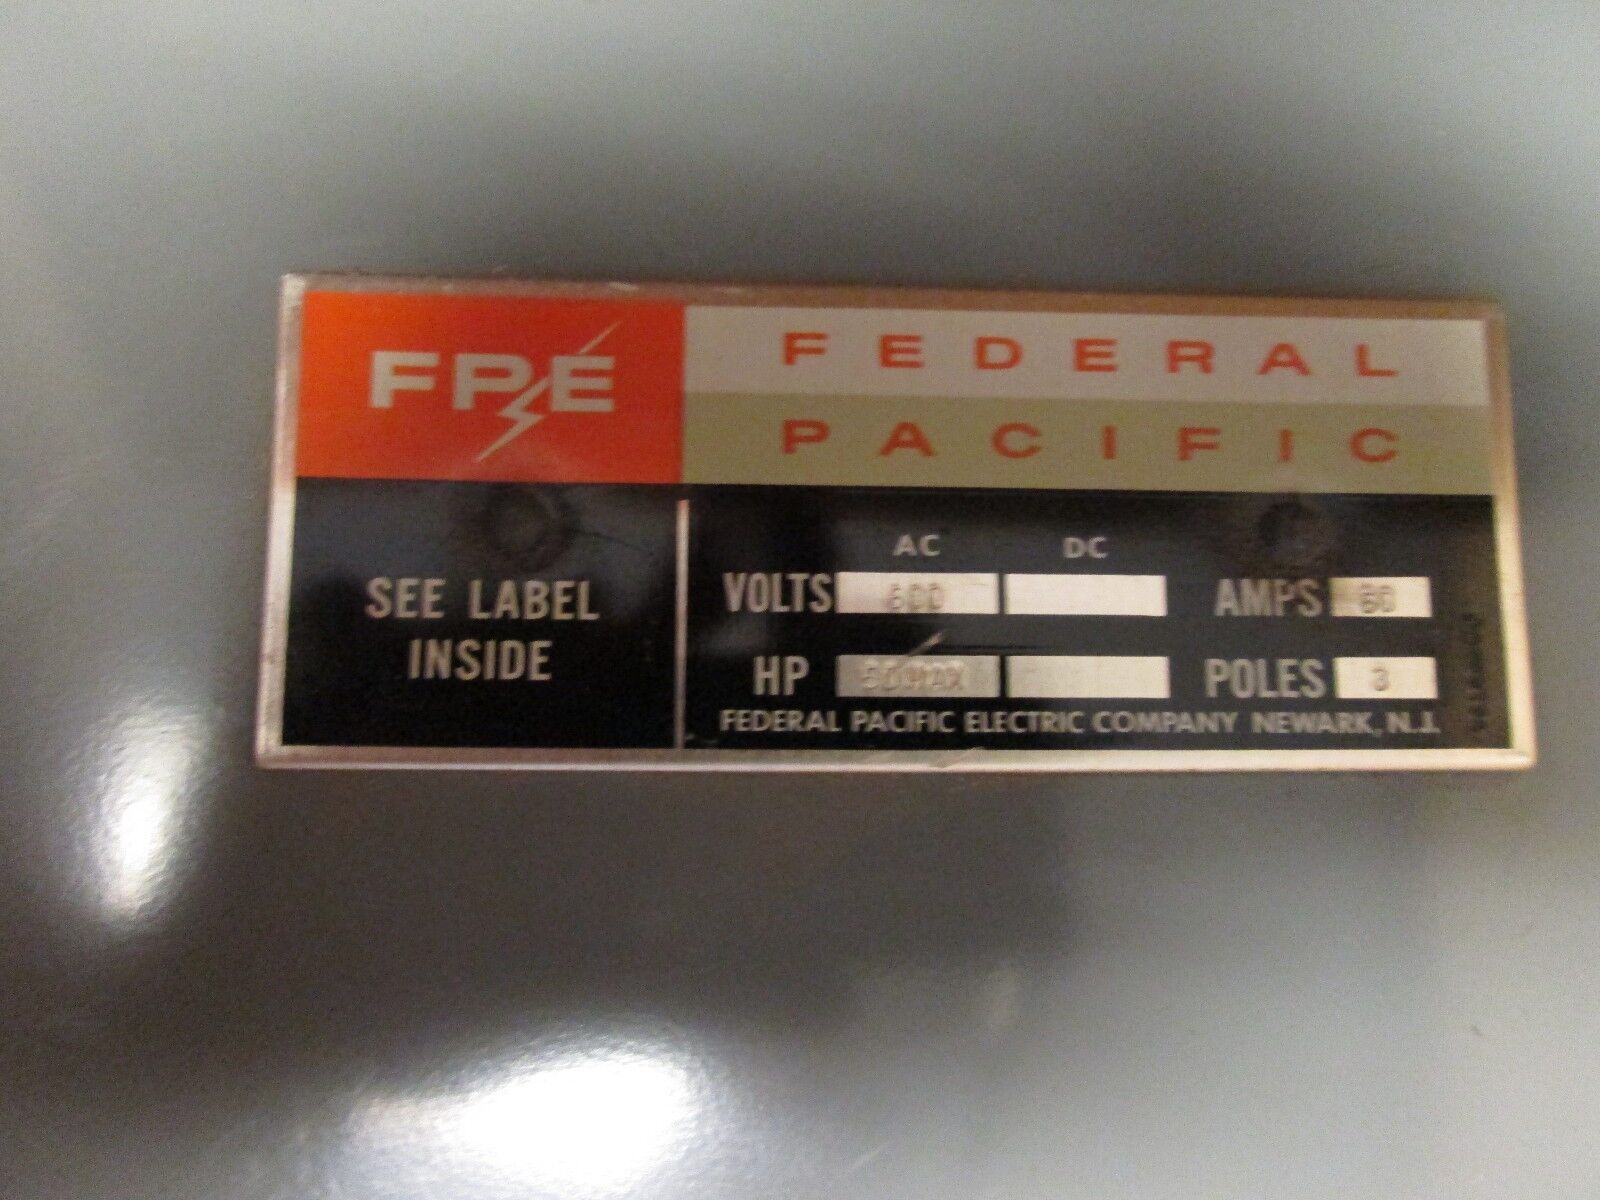 FPE
FEDERAL
PACIFIC
SEE LABEL
INSIDE
AC DC
VOLTS 600 AMPS 60
HP 50MAX POLES 3
FEDERAL PACIFIC ELECTRIC COMPANY NEWARK, N.J.